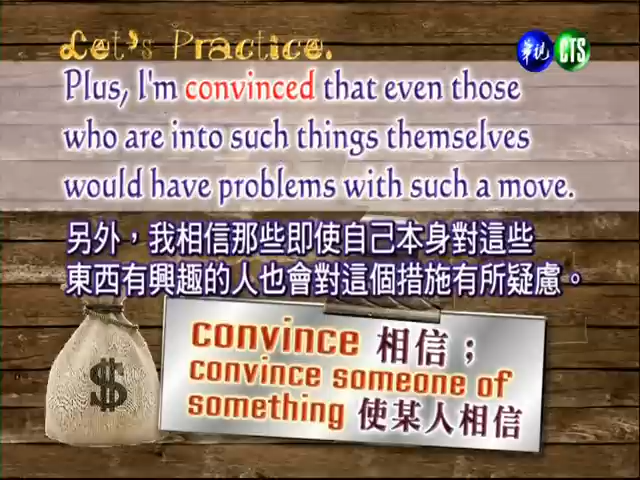 Let's Practice.
華視 CTS
Plus, I'm convinced that even those
who are into such things themselves
would have problems with such a move.
另外，我相信那些即使自己本身對這些
東西有興趣的人也會對這個措施有所疑慮。
convince 相信；
convince someone of
something 使某人相信
$